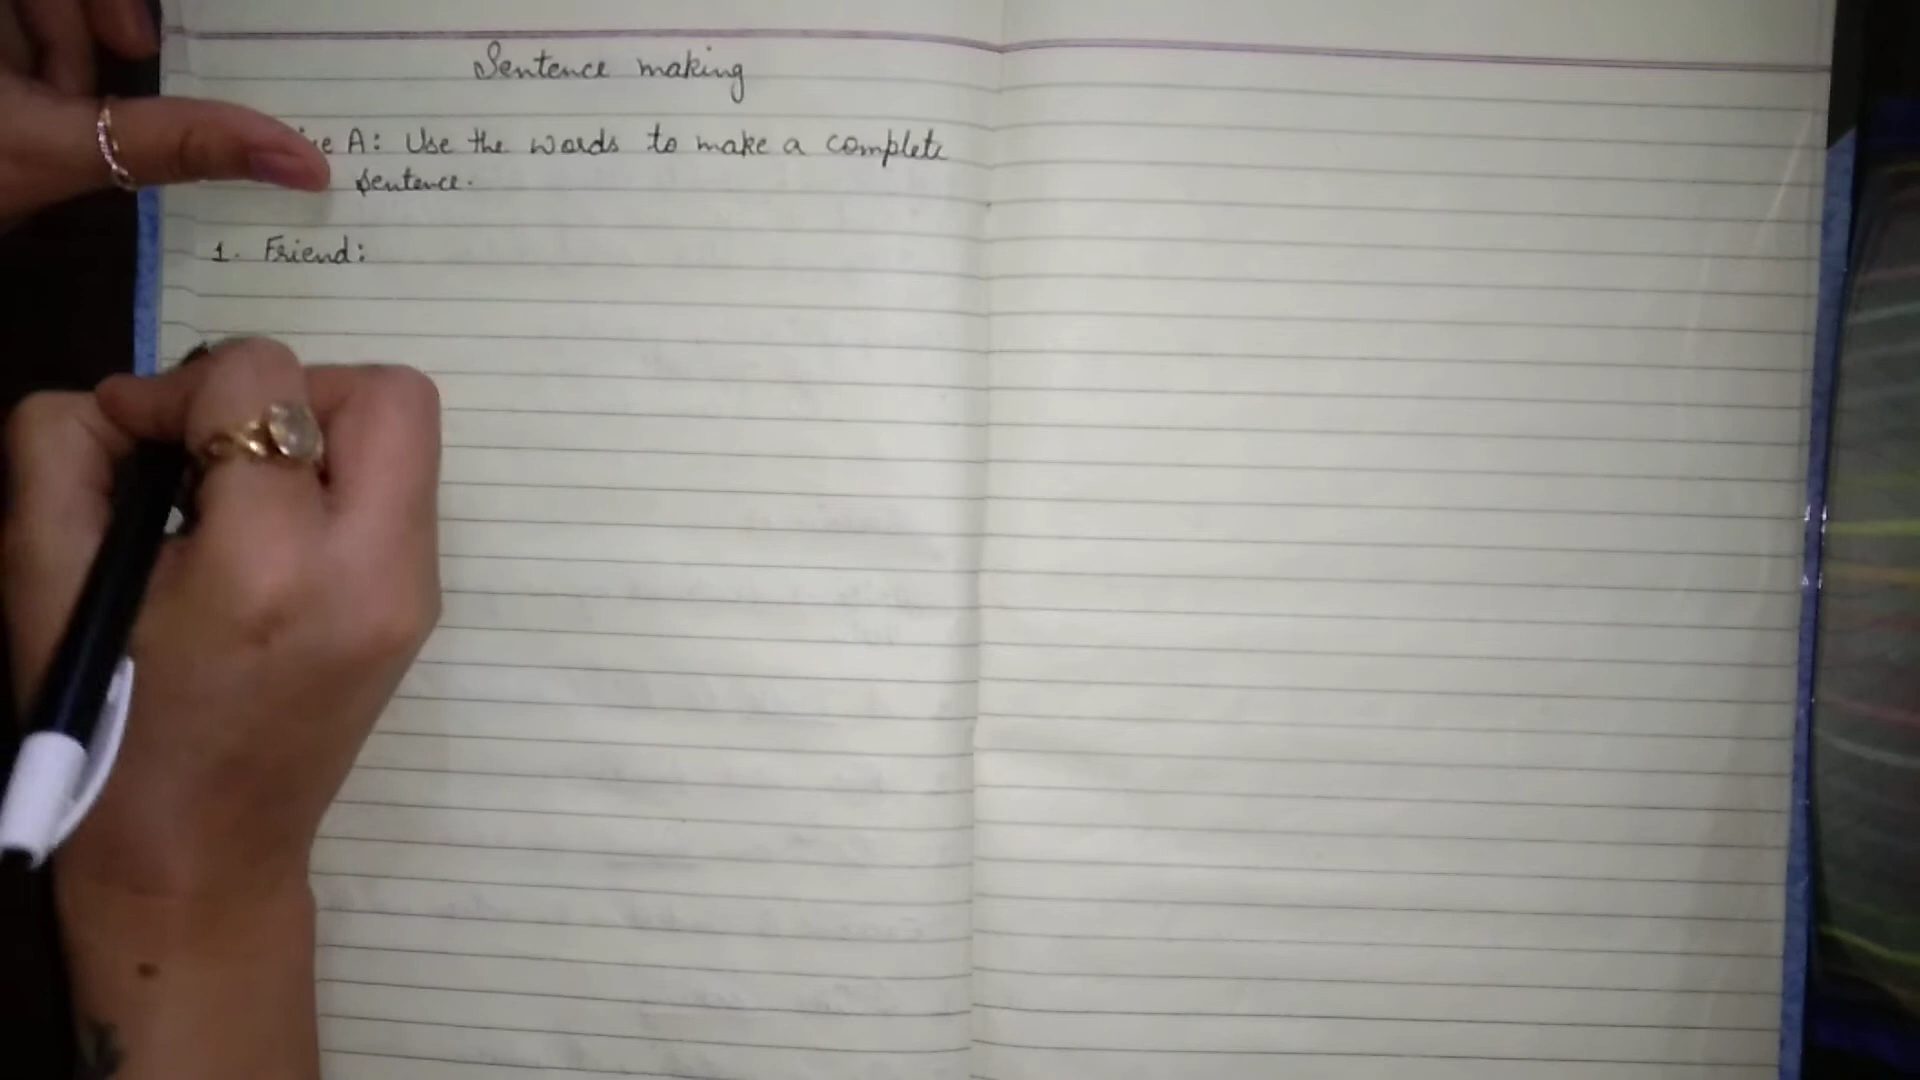 Sentence making
A: Use the words to make a complete
sentence.
1. Friend: